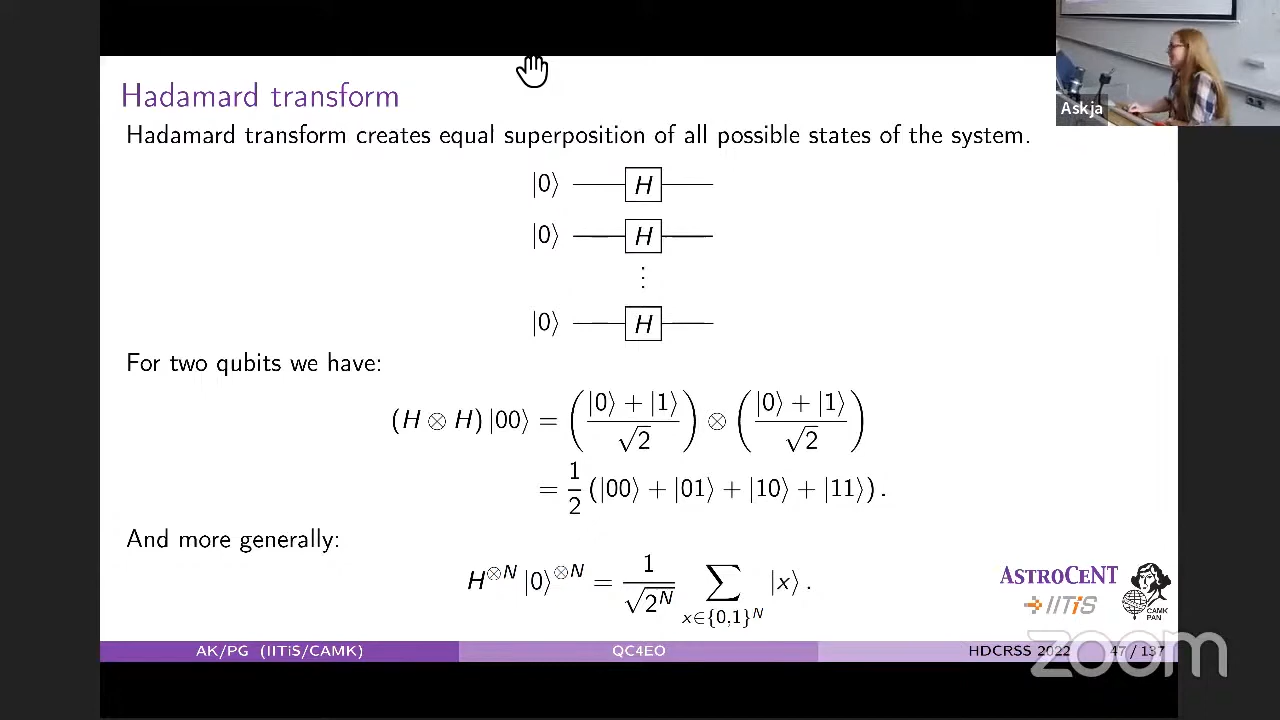 Hadamard transform
Hadamard transform creates equal superposition of all possible states of the system.
|0⟩ H
|0⟩ H
⋮
|0⟩ H
For two qubits we have:
(H ⊗ H) |00⟩ = ( |0⟩ + |1⟩ / √2 ) ⊗ ( |0⟩ + |1⟩ / √2 )
= 1/2 (|00⟩ + |01⟩ + |10⟩ + |11⟩) .
And more generally:
H^{⊗N} |0⟩^{⊗N} = 1/√2^N ∑_{x∈{0,1}^N} |x⟩ .
ASTROCENT
IITiS
CAMK
PAN
AK/PG (IITiS/CAMK) QC4EO HDCRSS 2022 47 / 137
zoom
Askja